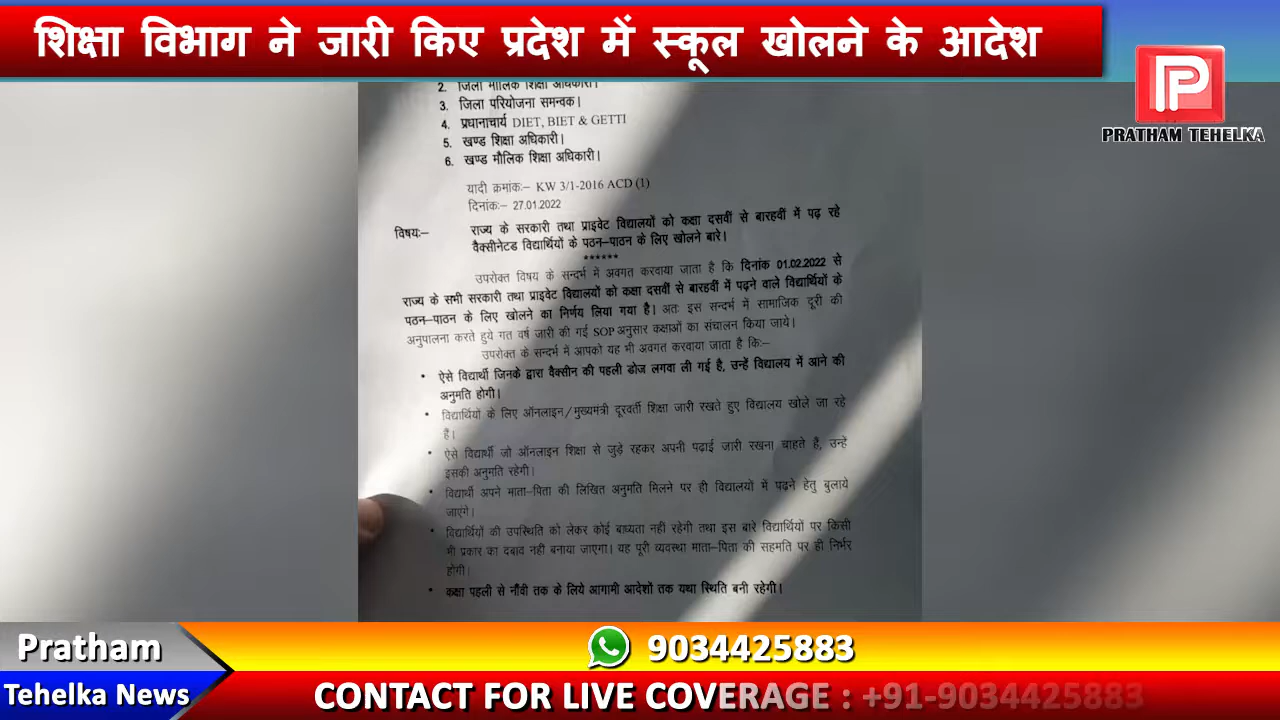 शिक्षा विभाग ने जारी किए प्रदेश में स्कूल खोलने के आदेश
P
PRATHAM TEHELKA
2. जिला मौलिक शिक्षा अधिकारी।
3. जिला परियोजना समन्वक।
4. प्रधानाचार्य DIET, BIET & GETTI
5. खण्ड शिक्षा अधिकारी।
6. खण्ड मौलिक शिक्षा अधिकारी।
यादी क्रमांकः– KW 3/1-2016 ACD (1)
दिनांकः– 27.01.2022
विषयः– राज्य के सरकारी तथा प्राइवेट विद्यालयों को कक्षा दसवीं से बारहवीं में पढ़ रहे
वैक्सीनेटड विद्यार्थियों के पठन–पाठन के लिए खोलने बारे।
******
उपरोक्त विषय के सन्दर्भ में अवगत करवाया जाता है कि दिनांक 01.02.2022 से
राज्य के सभी सरकारी तथा प्राइवेट विद्यालयों को कक्षा दसवीं से बारहवीं में पढ़ने वाले विद्यार्थियों के
पठन–पाठन के लिए खोलने का निर्णय लिया गया है। अतः इस सन्दर्भ में सामाजिक दूरी की
अनुपालना करते हुये गत वर्ष जारी की गई SOP अनुसार कक्षाओं का संचालन किया जाये।
उपरोक्त के सन्दर्भ में आपको यह भी अवगत करवाया जाता है किः–
• ऐसे विद्यार्थी जिनके द्वारा वैक्सीन की पहली डोज लगवा ली गई है, उन्हें विद्यालय में आने की
अनुमति होगी।
• विद्यार्थियों के लिए ऑनलाइन/मुख्यमंत्री दूरवर्ती शिक्षा जारी रखते हुए विद्यालय खोले जा रहे
हैं।
• ऐसे विद्यार्थी जो ऑनलाइन शिक्षा से जुड़े रहकर अपनी पढ़ाई जारी रखना चाहते हैं, उन्हें
इसकी अनुमति रहेगी।
• विद्यार्थी अपने माता–पिता की लिखित अनुमति मिलने पर ही विद्यालयों में पढ़ने हेतु बुलाये
जाएंगे।
• विद्यार्थियों की उपस्थिति को लेकर कोई बाध्यता नहीं रहेगी तथा इस बारे विद्यार्थियों पर किसी
भी प्रकार का दबाव नही बनाया जाएगा। यह पूरी व्यवस्था माता–पिता की सहमति पर ही निर्भर
होगी।
• कक्षा पहली से नौंवी तक के लिये आगामी आदेशों तक यथा स्थिति बनी रहेगी।
Pratham
9034425883
Tehelka News
CONTACT FOR LIVE COVERAGE : +91-9034425883